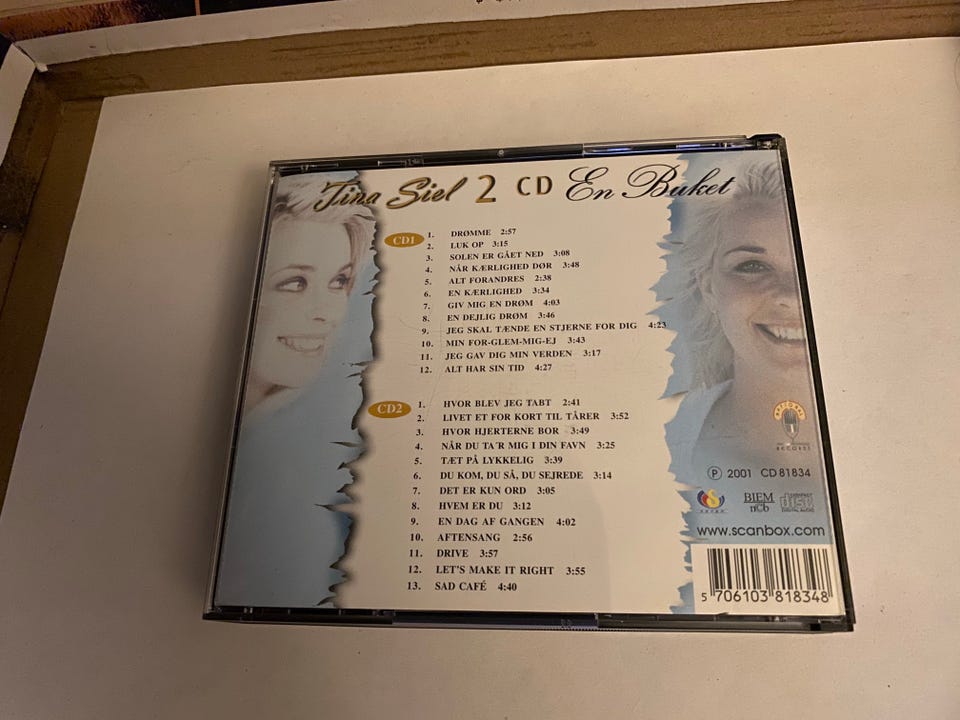 Tina Siel 2 CD En Buket
CD1
1. DRØMME 2:57
2. LUK OP 3:15
3. SOLEN ER GÅET NED 3:08
4. NÅR KÆRLIGHED DØR 3:48
5. ALT FORANDRES 2:38
6. EN KÆRLIGHED 3:34
7. GIV MIG EN DRØM 4:03
8. EN DEJLIG DRØM 3:46
9. JEG SKAL TÆNDE EN STJERNE FOR DIG 4:23
10. MIN FOR-GLEM-MIG-EJ 3:43
11. JEG GAV DIG MIN VERDEN 3:17
12. ALT HAR SIN TID 4:27
CD2
1. HVOR BLEV JEG TABT 2:41
2. LIVET ET FOR KORT TIL TÅRER 3:52
3. HVOR HJERTERNE BOR 3:49
4. NÅR DU TA'R MIG I DIN FAVN 3:25
5. TÆT PÅ LYKKELIG 3:39
6. DU KOM, DU SÅ, DU SEJREDE 3:14
7. DET ER KUN ORD 3:05
8. HVEM ER DU 3:12
9. EN DAG AF GANGEN 4:02
10. AFTENSANG 2:56
11. DRIVE 3:57
12. LET'S MAKE IT RIGHT 3:55
13. SAD CAFÉ 4:40
RECORDS
Ⓟ 2001 CD 81834
BIEM
nCb
COMPACT
disc
DIGITAL AUDIO
www.scanbox.com
5 706103 818348